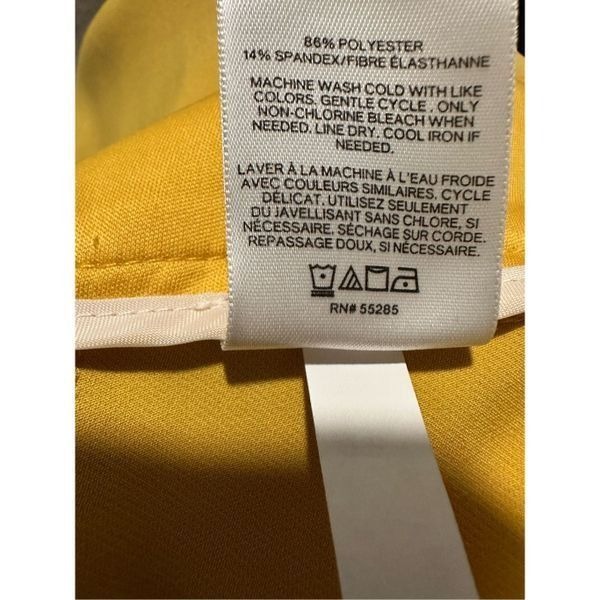 86% POLYESTER
14% SPANDEX/FIBRE ÉLASTHANNE
MACHINE WASH COLD WITH LIKE
COLORS. GENTLE CYCLE . ONLY
NON-CHLORINE BLEACH WHEN
NEEDED. LINE DRY. COOL IRON IF
NEEDED.
LAVER À LA MACHINE À L'EAU FROIDE
AVEC COULEURS SIMILAIRES. CYCLE
DÉLICAT. UTILISEZ SEULEMENT
DU JAVELLISANT SANS CHLORE, SI
NÉCESSAIRE. SÉCHAGE SUR CORDE.
REPASSAGE DOUX, SI NÉCESSAIRE.
RN# 55285